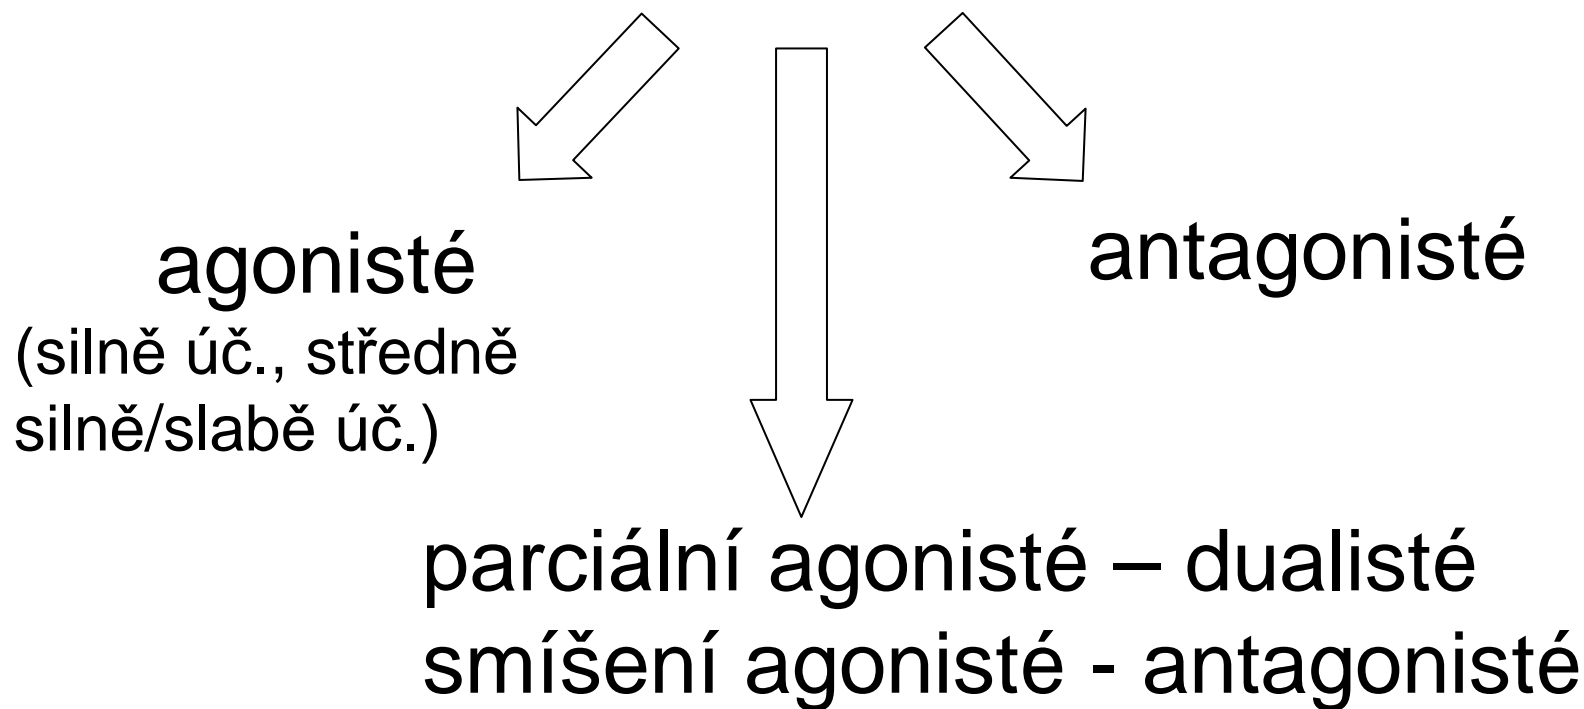 agonisté
(silně úč., středně
silně/slabě úč.)
antagonisté
parciální agonisté – dualisté
smíšení agonisté - antagonisté